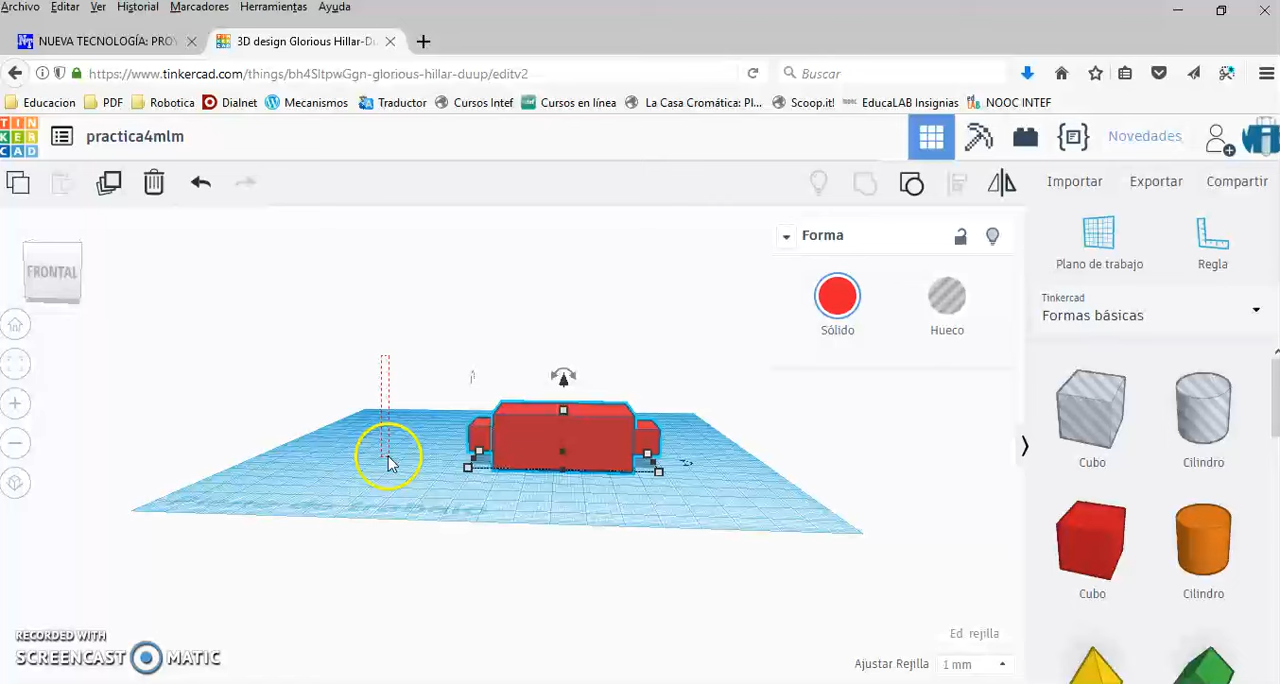 Archivo Editar Ver Historial Marcadores Herramientas Ayuda
NT NUEVA TECNOLOGÍA: PRO 3D design Glorious Hillar-Du
https://www.tinkercad.com/things/bh4SltpwGgn-glorious-hillar-duup/editv2 Buscar
Educacion PDF Robotica Dialnet Mecanismos Traductor Cursos Intef Cursos en línea La Casa Cromática: Pl... Scoop.it! EducaLAB Insignias NOOC INTEF
TIN KER CAD practica4mlm Novedades
Importar Exportar Compartir
Forma
FRONTAL
Plano de trabajo Regla
Sólido Hueco
Tinkercad
Formas básicas
Cubo Cilindro
Cubo Cilindro
Ed. rejilla
Ajustar Rejilla 1 mm
RECORDED WITH
SCREENCAST MATIC